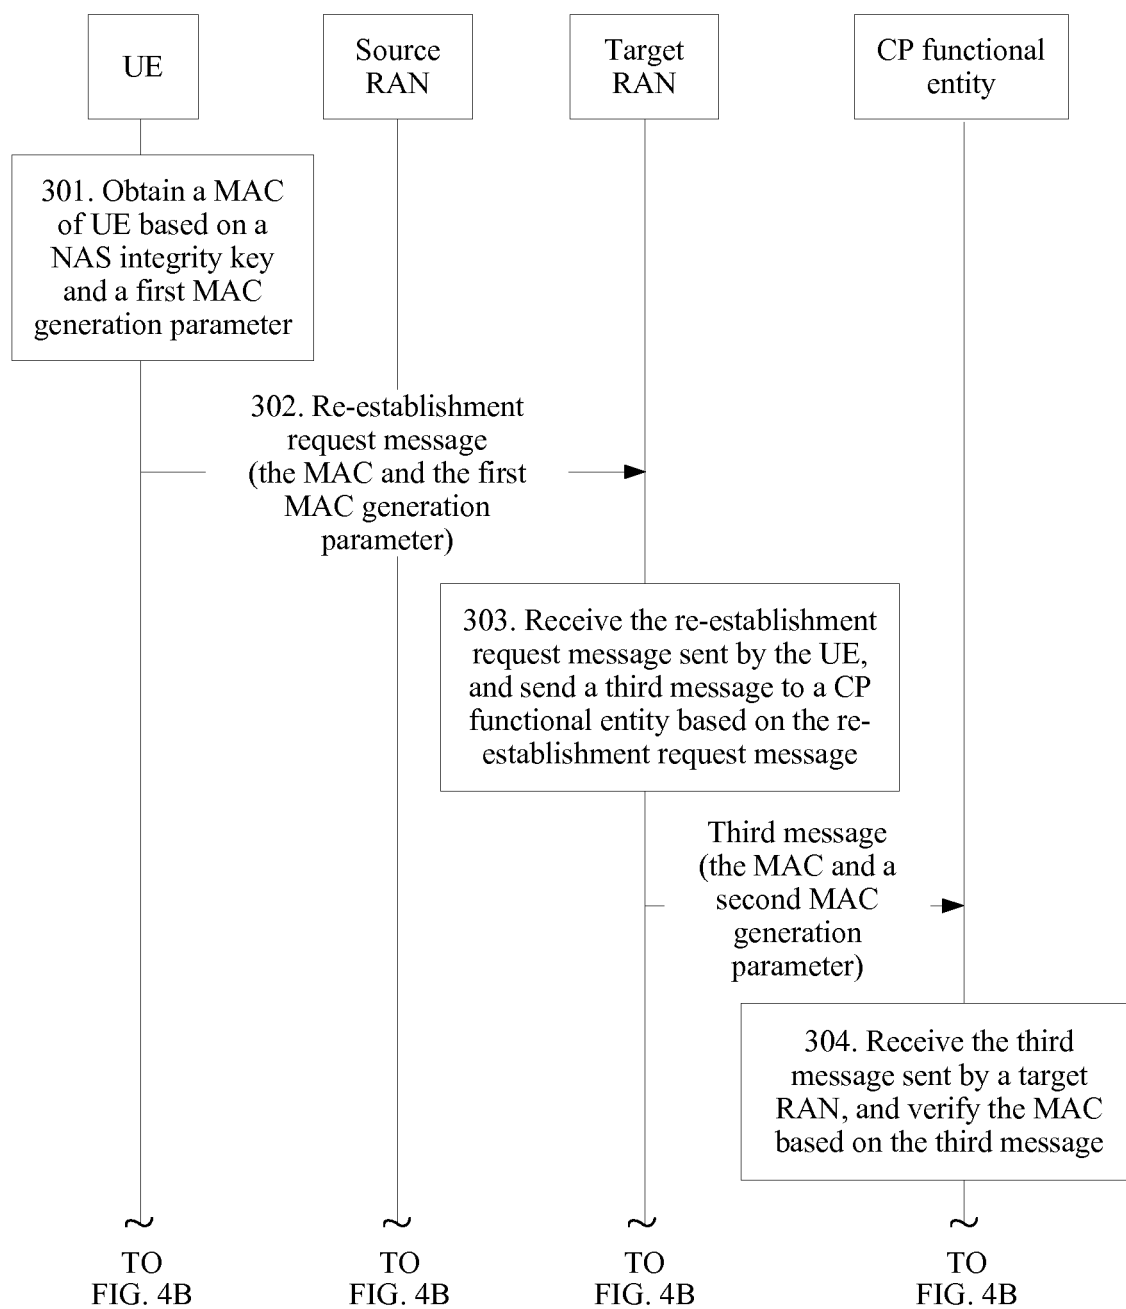 UE
Source
RAN
Target
RAN
CP functional
entity
301. Obtain a MAC
of UE based on a
NAS integrity key
and a first MAC
generation parameter
302. Re-establishment
request message
(the MAC and the first
MAC generation
parameter)
303. Receive the re-establishment
request message sent by the UE,
and send a third message to a CP
functional entity based on the re-
establishment request message
Third message
(the MAC and a
second MAC
generation
parameter)
304. Receive the third
message sent by a target
RAN, and verify the MAC
based on the third message
TO
FIG. 4B
TO
FIG. 4B
TO
FIG. 4B
TO
FIG. 4B